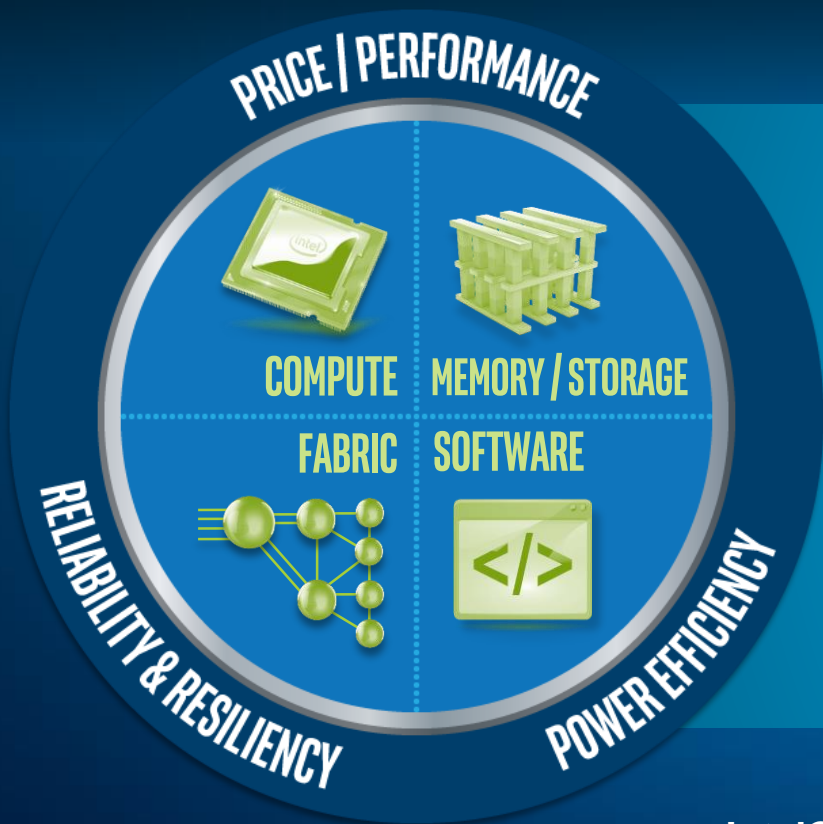 PRICE | PERFORMANCE
intel
COMPUTE
MEMORY / STORAGE
FABRIC
SOFTWARE
</>
RELIABILITY & RESILIENCY
POWER EFFICIENCY